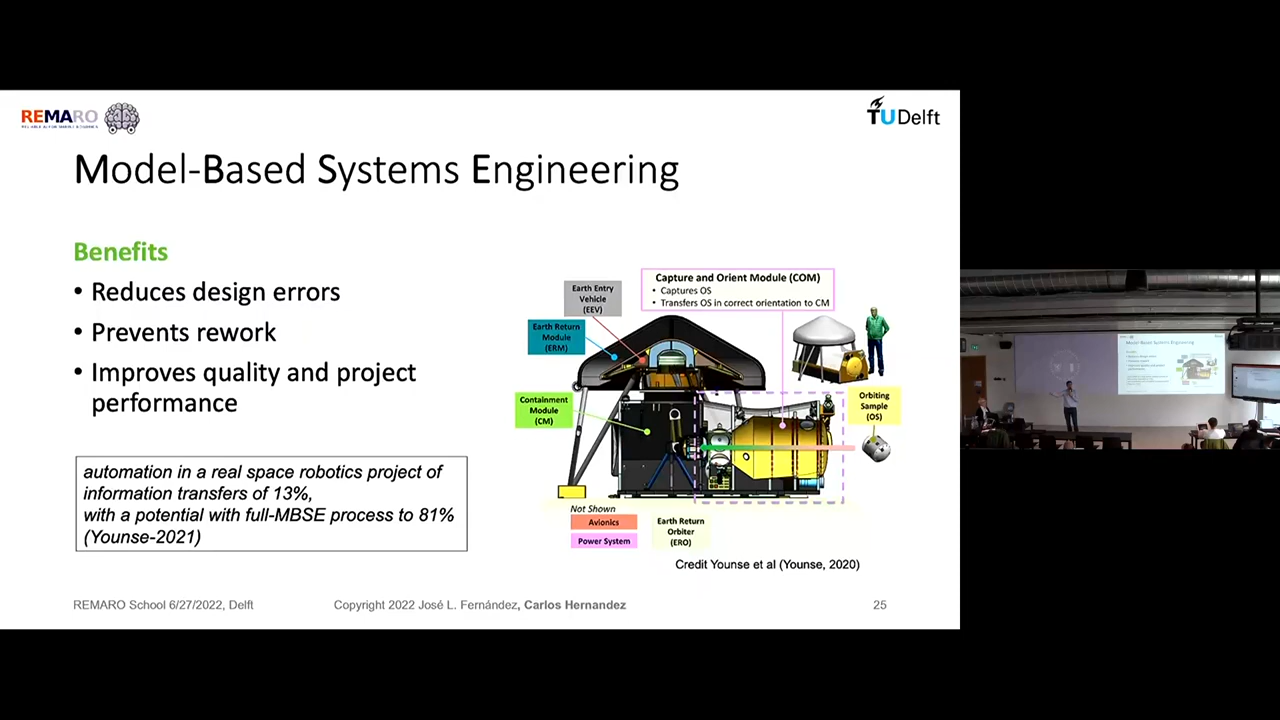 REMARO
TUDelft
Model-Based Systems Engineering
Benefits
• Reduces design errors
• Prevents rework
• Improves quality and project
performance
automation in a real space robotics project of
information transfers of 13%,
with a potential with full-MBSE process to 81%
(Younse-2021)
Capture and Orient Module (COM)
• Captures OS
• Transfers OS in correct orientation to CM
Earth Entry
Vehicle
(EEV)
Earth Return
Module
(ERM)
Containment
Module
(CM)
Orbiting
Sample
(OS)
Not Shown
Avionics
Power System
Earth Return
Orbiter
(ERO)
Credit Younse et al (Younse, 2020)
REMARO School 6/27/2022, Delft
Copyright 2022 José L. Fernández, Carlos Hernandez
25
Model-Based Systems Engineering